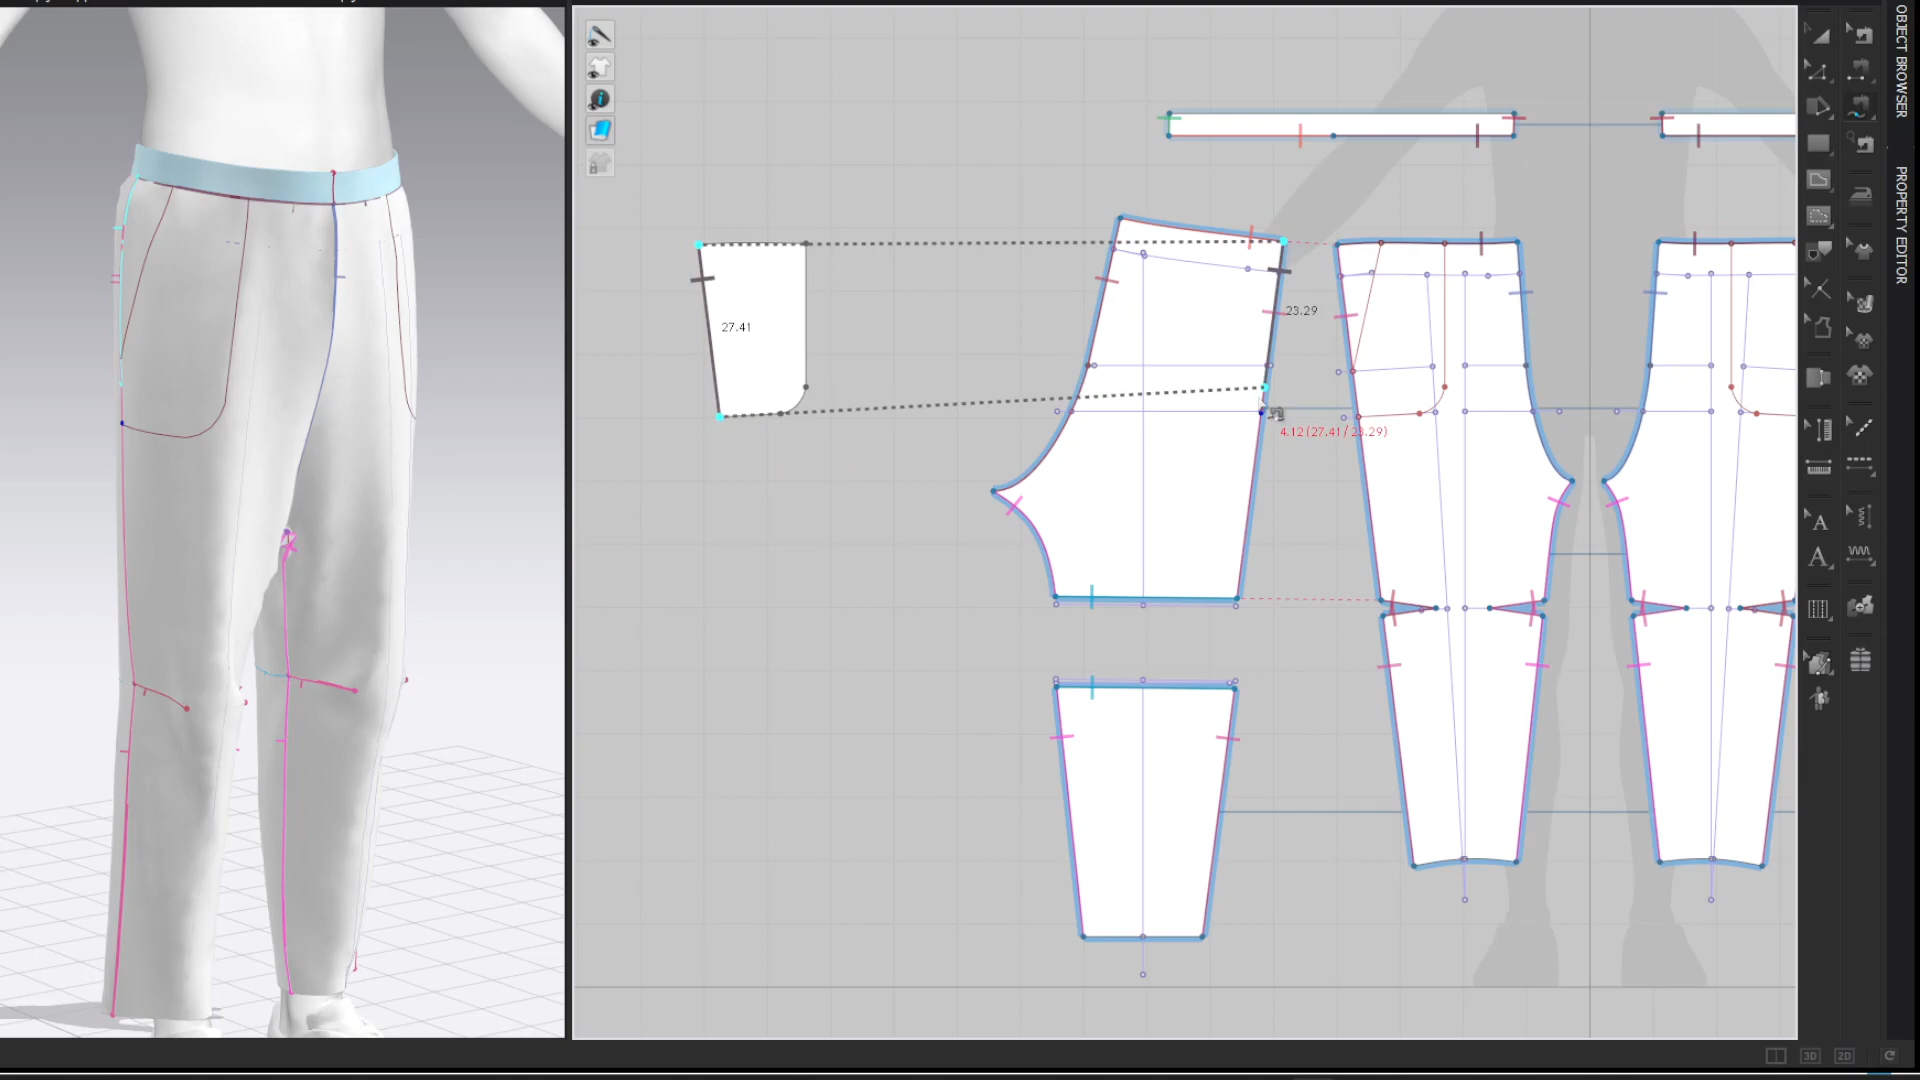 OBJECT BROWSER
PROPERTY EDITOR
27.41
23.29
4.12 (27.41 / 23.29)
A
A
3D
2D